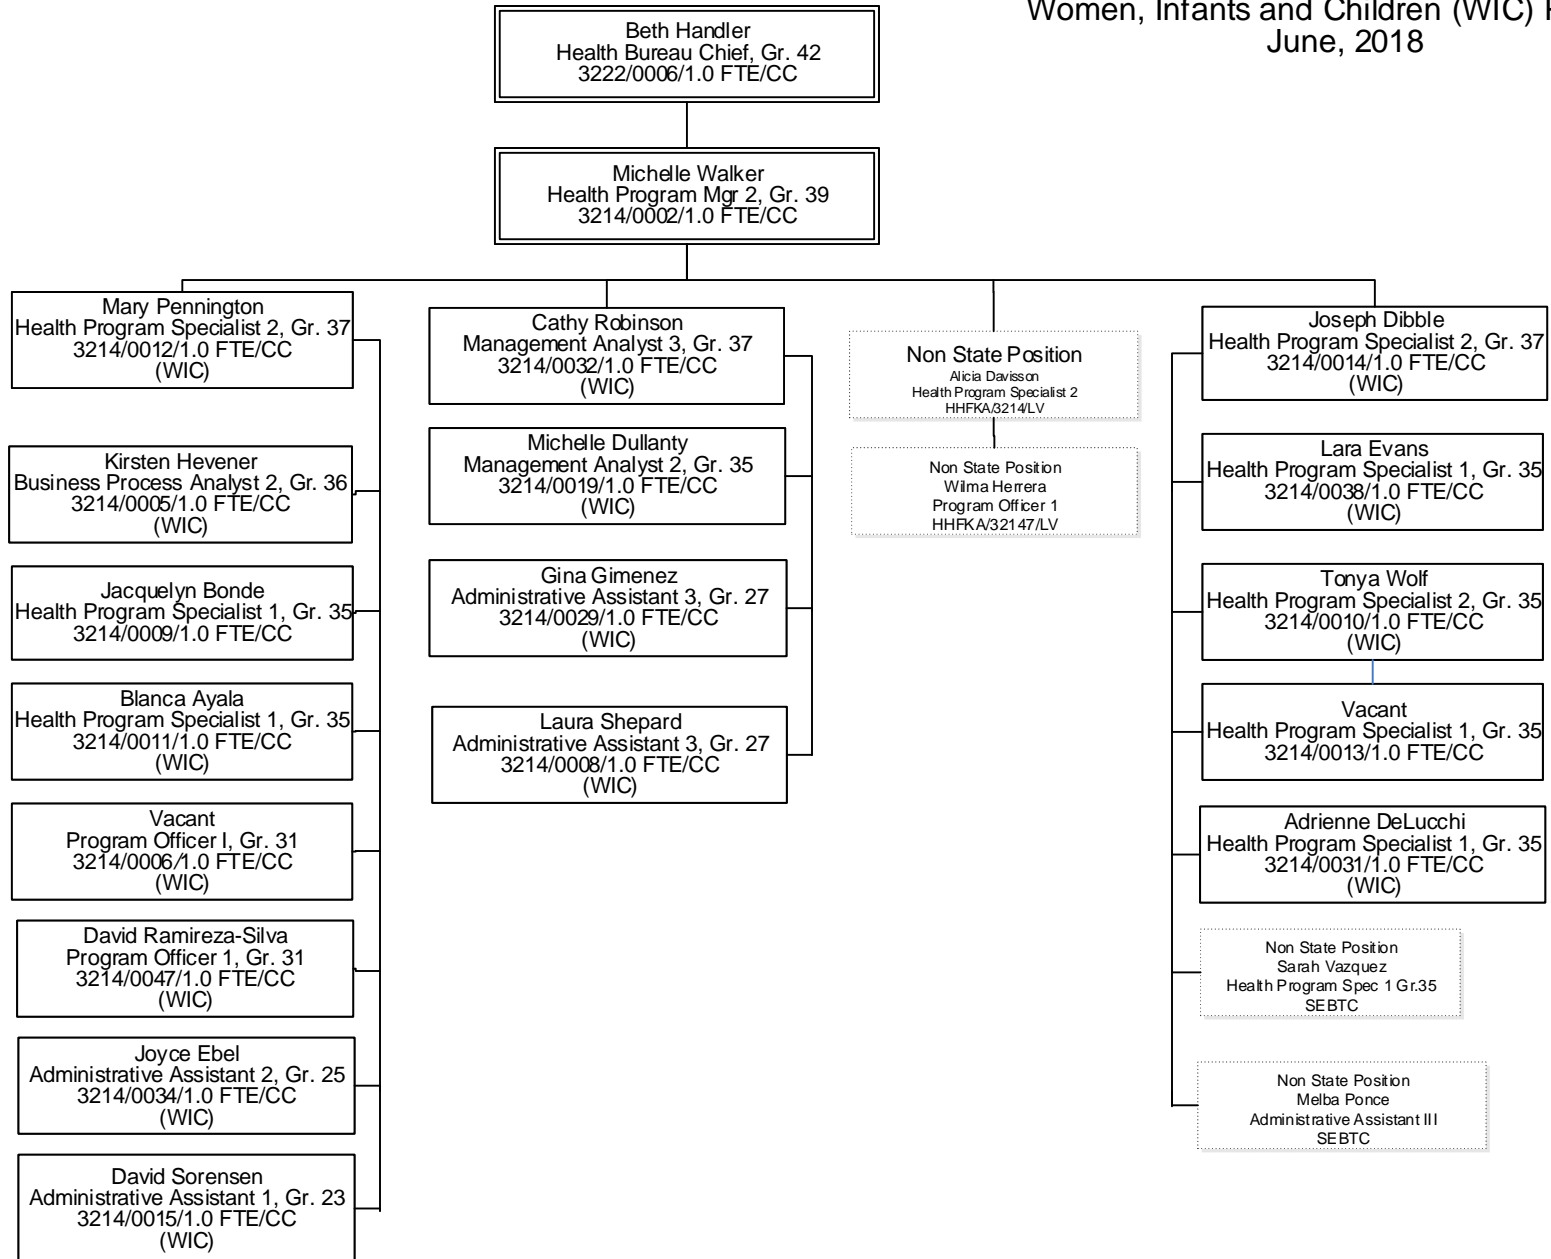 Women, Infants and Children (WIC)
June, 2018
Beth Handler
Health Bureau Chief, Gr. 42
3222/0006/1.0 FTE/CC
Michelle Walker
Health Program Mgr 2, Gr. 39
3214/0002/1.0 FTE/CC
Mary Pennington
Health Program Specialist 2, Gr. 37
3214/0012/1.0 FTE/CC
(WIC)
Kirsten Hevener
Business Process Analyst 2, Gr. 36
3214/0005/1.0 FTE/CC
(WIC)
Jacquelyn Bonde
Health Program Specialist 1, Gr. 35
3214/0009/1.0 FTE/CC
Blanca Ayala
Health Program Specialist 1, Gr. 35
3214/0011/1.0 FTE/CC
(WIC)
Vacant
Program Officer I, Gr. 31
3214/0006/1.0 FTE/CC
(WIC)
David Ramireza-Silva
Program Officer 1, Gr. 31
3214/0047/1.0 FTE/CC
(WIC)
Joyce Ebel
Administrative Assistant 2, Gr. 25
3214/0034/1.0 FTE/CC
(WIC)
David Sorensen
Administrative Assistant 1, Gr. 23
3214/0015/1.0 FTE/CC
(WIC)
Cathy Robinson
Management Analyst 3, Gr. 37
3214/0032/1.0 FTE/CC
(WIC)
Michelle Dullanty
Management Analyst 2, Gr. 35
3214/0019/1.0 FTE/CC
(WIC)
Gina Gimenez
Administrative Assistant 3, Gr. 27
3214/0029/1.0 FTE/CC
(WIC)
Laura Shepard
Administrative Assistant 3, Gr. 27
3214/0008/1.0 FTE/CC
(WIC)
Non State Position
Alicia Davisson
Health Program Specialist 2
HHFKA/3214/LV
Non State Position
Wilma Herrera
Program Officer 1
HHFKA/32147/LV
Joseph Dibble
Health Program Specialist 2, Gr. 37
3214/0014/1.0 FTE/CC
(WIC)
Lara Evans
Health Program Specialist 1, Gr. 35
3214/0038/1.0 FTE/CC
(WIC)
Tonya Wolf
Health Program Specialist 2, Gr. 35
3214/0010/1.0 FTE/CC
(WIC)
Vacant
Health Program Specialist 1, Gr. 35
3214/0013/1.0 FTE/CC
Adrienne DeLucchi
Health Program Specialist 1, Gr. 35
3214/0031/1.0 FTE/CC
(WIC)
Non State Position
Sarah Vazquez
Health Program Spec 1 Gr.35
SEBTC
Non State Position
Melba Ponce
Administrative Assistant III
SEBTC